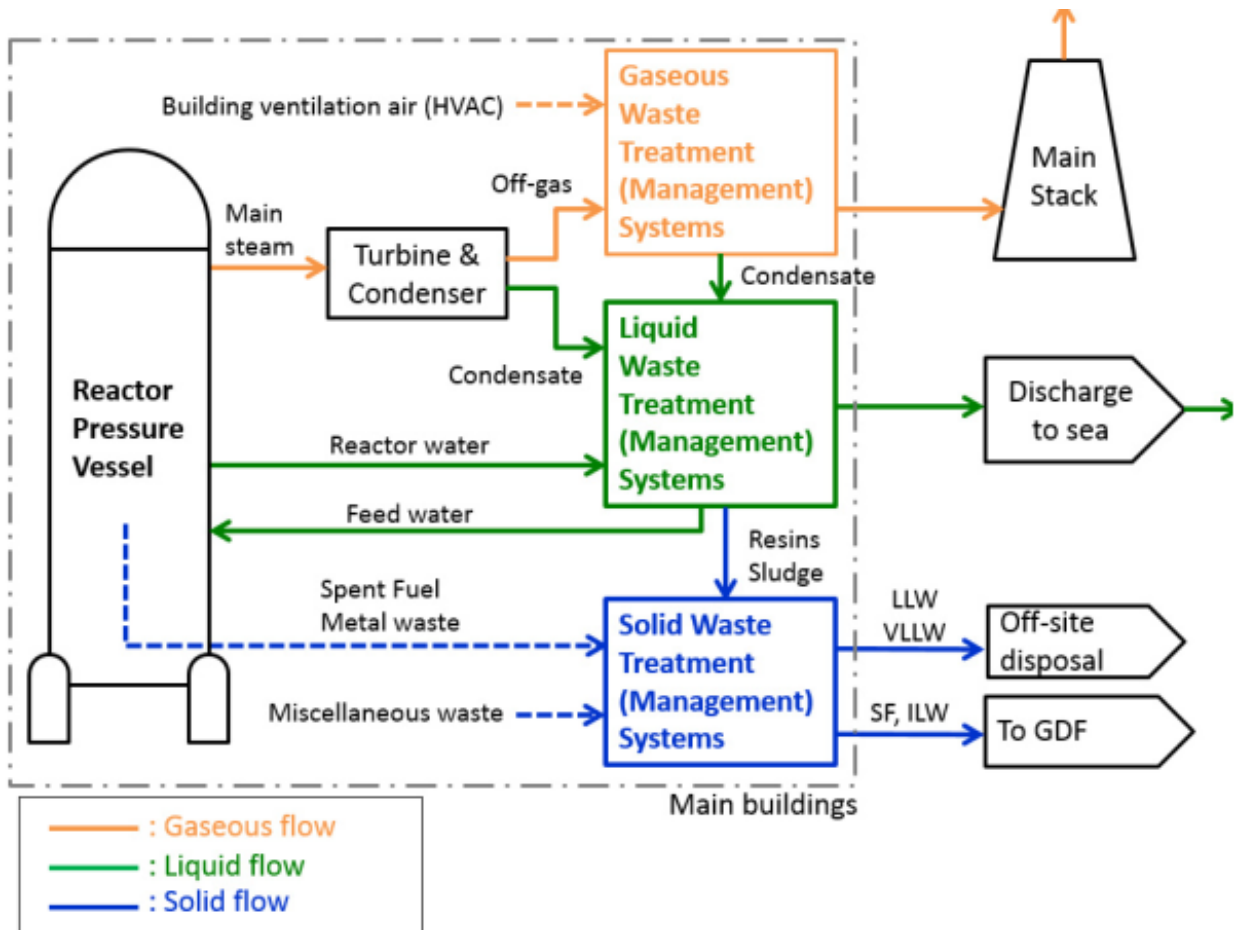 Building ventilation air (HVAC)
Gaseous
Waste
Treatment
(Management)
Systems
Main
Stack
Off-gas
Main
steam
Turbine &
Condenser
Condensate
Condensate
Liquid
Waste
Treatment
(Management)
Systems
Discharge
to sea
Reactor
Pressure
Vessel
Reactor water
Feed water
Resins
Sludge
Spent Fuel
Metal waste
Solid Waste
Treatment
(Management)
Systems
LLW
VLLW
Off-site
disposal
Miscellaneous waste
SF, ILW
To GDF
Main buildings
: Gaseous flow
: Liquid flow
: Solid flow